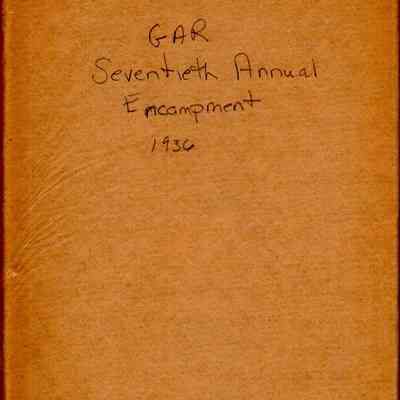 GAR
Seventieth Annual
Encampment
1936